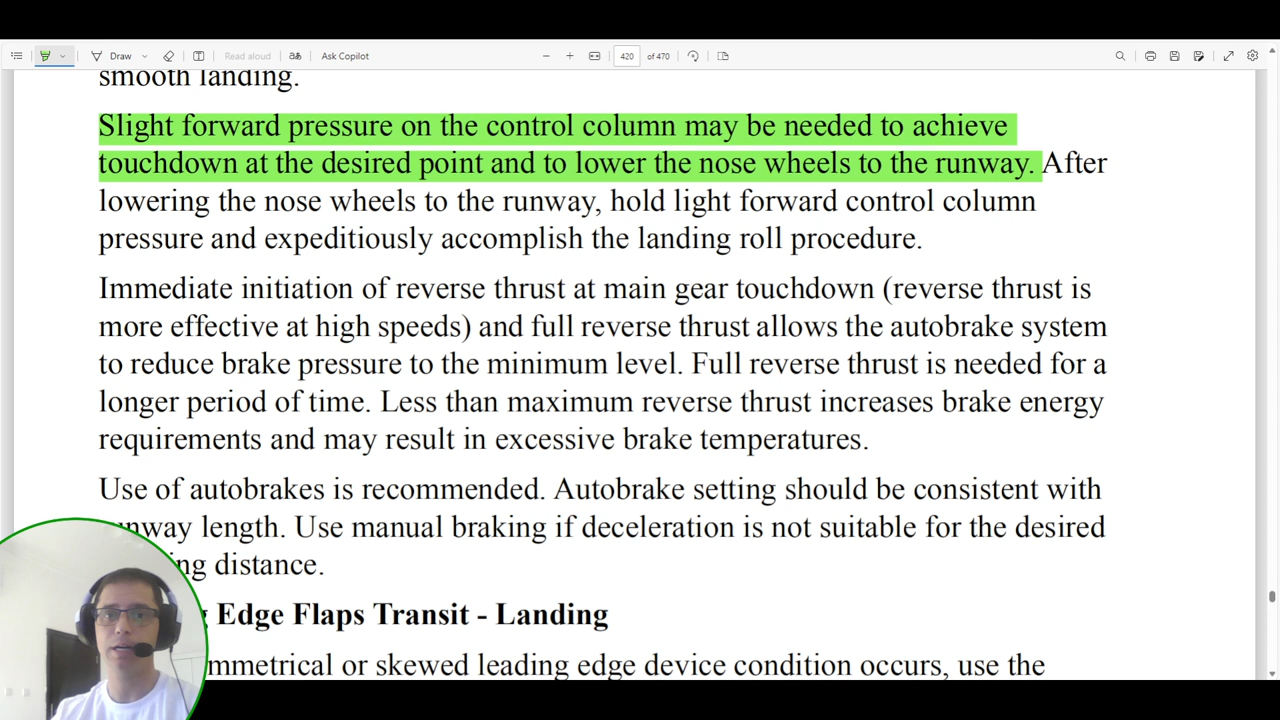 Draw
Read aloud
aあ
Ask Copilot
420 of 470
smooth landing.
Slight forward pressure on the control column may be needed to achieve
touchdown at the desired point and to lower the nose wheels to the runway. After
lowering the nose wheels to the runway, hold light forward control column
pressure and expeditiously accomplish the landing roll procedure.
Immediate initiation of reverse thrust at main gear touchdown (reverse thrust is
more effective at high speeds) and full reverse thrust allows the autobrake system
to reduce brake pressure to the minimum level. Full reverse thrust is needed for a
longer period of time. Less than maximum reverse thrust increases brake energy
requirements and may result in excessive brake temperatures.
Use of autobrakes is recommended. Autobrake setting should be consistent with
length. Use manual braking if deceleration is not suitable for the desired
distance.
Edge Flaps Transit - Landing
or skewed leading edge device condition occurs, use the